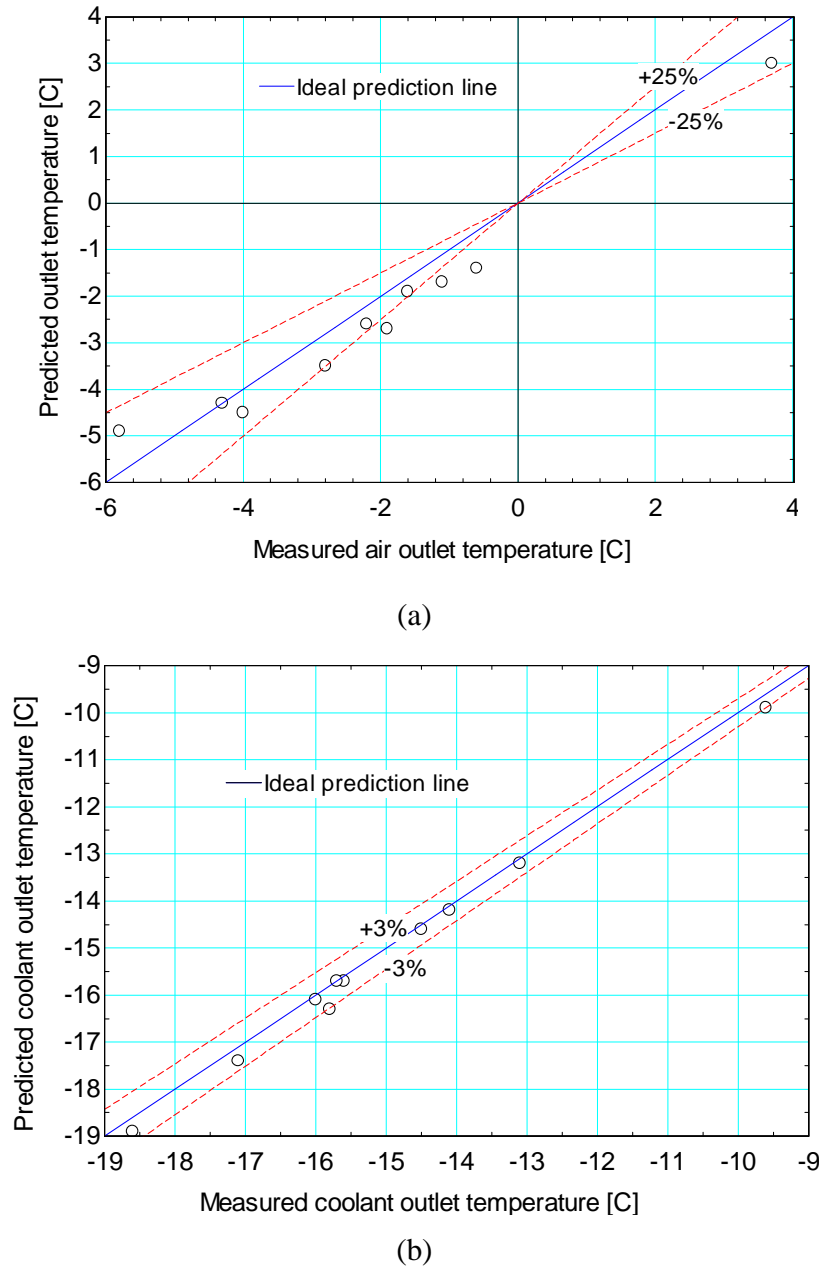 4
3
2
1
0
-1
-2
-3
-4
-5
-6
Predicted outlet temperature [C]
Ideal prediction line
+25%
-25%
-6 -4 -2 0 2 4
Measured air outlet temperature [C]
(a)
-9
-10
-11
-12
-13
-14
-15
-16
-17
-18
-19
Predicted coolant outlet temperature [C]
Ideal prediction line
+3%
-3%
-19 -18 -17 -16 -15 -14 -13 -12 -11 -10 -9
Measured coolant outlet temperature [C]
(b)